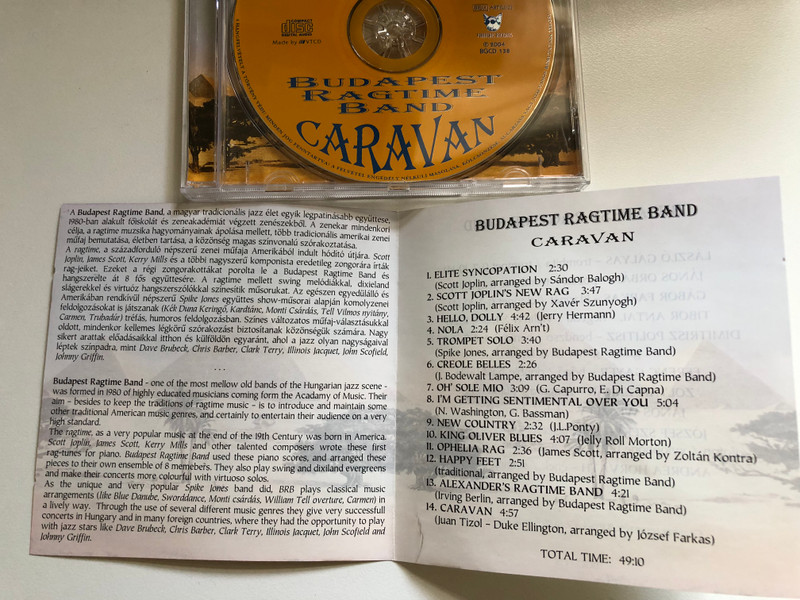 COMPACT
DISC
DIGITAL AUDIO
Made by VTCD
℗ 2004
BGCD 138
BUDAPEST
RAGTIME
BAND
CARAVAN
A Budapest Ragtime Band, a magyar tradicionális jazz élet egyik legpatinásabb együttese,
1980-ban alakult főiskolát és zeneakadémiát végzett zenészekből. A zenekar mindenkori
célja, a ragtime muzsika hagyományainak ápolása mellett, több tradicionális amerikai zenei
műfaj bemutatása, életben tartása, a közönség magas színvonalú szórakoztatása.
A ragtime, a századforduló népszerű zenei műfaja Amerikából indult hódító útjára. Scott
Joplin, James Scott, Kerry Mills és a többi nagyszerű komponista eredetileg zongorára írták
rag-jeiket. Ezeket a régi zongorakottákat porolta le a Budapest Ragtime Band és
hangszerelte át 8 fős együttesére. A ragtime mellett swing melódiákkal, dixieland
slágerekkel és virtuóz hangszerszólókkal színesítik műsorukat. Az egészen egyedülálló és
Amerikában rendkívül népszerű Spike Jones együttes show-műsorai alapján komolyzenei
feldolgozásokat is játszanak (Kék Duna Keringő, Kardtánc, Monti Csárdás, Tell Vilmos nyitány,
Carmen, Trubadúr) tréfás, humoros feldolgozásban. Színes változatos műfaj-választásukkal
oldott, mindenkor kellemes légkörű szórakozást biztosítanak közönségük számára. Nagy
sikert arattak előadásaikkal itthon és külföldön egyaránt, ahol a jazz olyan nagyságaival
léptek színpadra, mint Dave Brubeck, Chris Barber, Clark Terry, Illinois Jacquet, John Scofield,
Johnny Griffin.
. . .
Budapest Ragtime Band - one of the most mellow old bands of the Hungarian jazz scene -
was formed in 1980 of highly educated musicians coming form the Acadamy of Music. Their
aim - besides to keep the traditions of ragtime music - is to introduce and maintain some
other traditional American music genres, and certainly to entertain their audience on a very
high standard.
The ragtime, as a very popular music at the end of the 19th Century was born in America.
Scott Joplin, James Scott, Kerry Mills and other talented composers wrote these first
rag-tunes for piano. Budapest Ragtime Band used these piano scores, and arranged these
pieces to their own ensemble of 8 memebers. They also play swing and dixiland evergreens
and make their concerts more colourful with virtuoso solos.
As the unique and very popular Spike Jones band did, BRB plays classical music
arrangements (like Blue Danube, Sworddance, Monti csárdás, William Tell overture, Carmen) in
a lively way. Through the use of several different music genres they give very successfull
concerts in Hungary and in many foreign countries, where they had the opportunity to play
with jazz stars like Dave Brubeck, Chris Barber, Clark Terry, Illinois Jacquet, John Scofield and
Johnny Griffin.
BUDAPEST RAGTIME BAND
CARAVAN
1. ELITE SYNCOPATION 2:30
(Scott Joplin, arranged by Sándor Balogh)
2. SCOTT JOPLIN'S NEW RAG 3:47
(Scott Joplin, arranged by Xavér Szunyogh)
3. HELLO, DOLLY 4:42 (Jerry Hermann)
4. NOLA 2:24 (Félix Arn't)
5. TROMPET SOLO 3:40
(Spike Jones, arranged by Budapest Ragtime Band)
6. CREOLE BELLES 2:26
(J. Bodewalt Lampe, arranged by Budapest Ragtime Band)
7. OH' SOLE MIO 3:09 (G. Capurro, E. Di Capna)
8. I'M GETTING SENTIMENTAL OVER YOU 5:04
(N. Washington, G. Bassman)
9. NEW COUNTRY 2:32 (J.L.Ponty)
10. KING OLIVER BLUES 4:07 (Jelly Roll Morton)
11. OPHELIA RAG 2:36 (James Scott, arranged by Zoltán Kontra)
12. HAPPY FEET 2:51
(traditional, arranged by Budapest Ragtime Band)
13. ALEXANDER'S RAGTIME BAND 4:21
(Irving Berlin, arranged by Budapest Ragtime Band)
14. CARAVAN 4:57
(Juan Tizol - Duke Ellington, arranged by József Farkas)
TOTAL TIME: 49:10